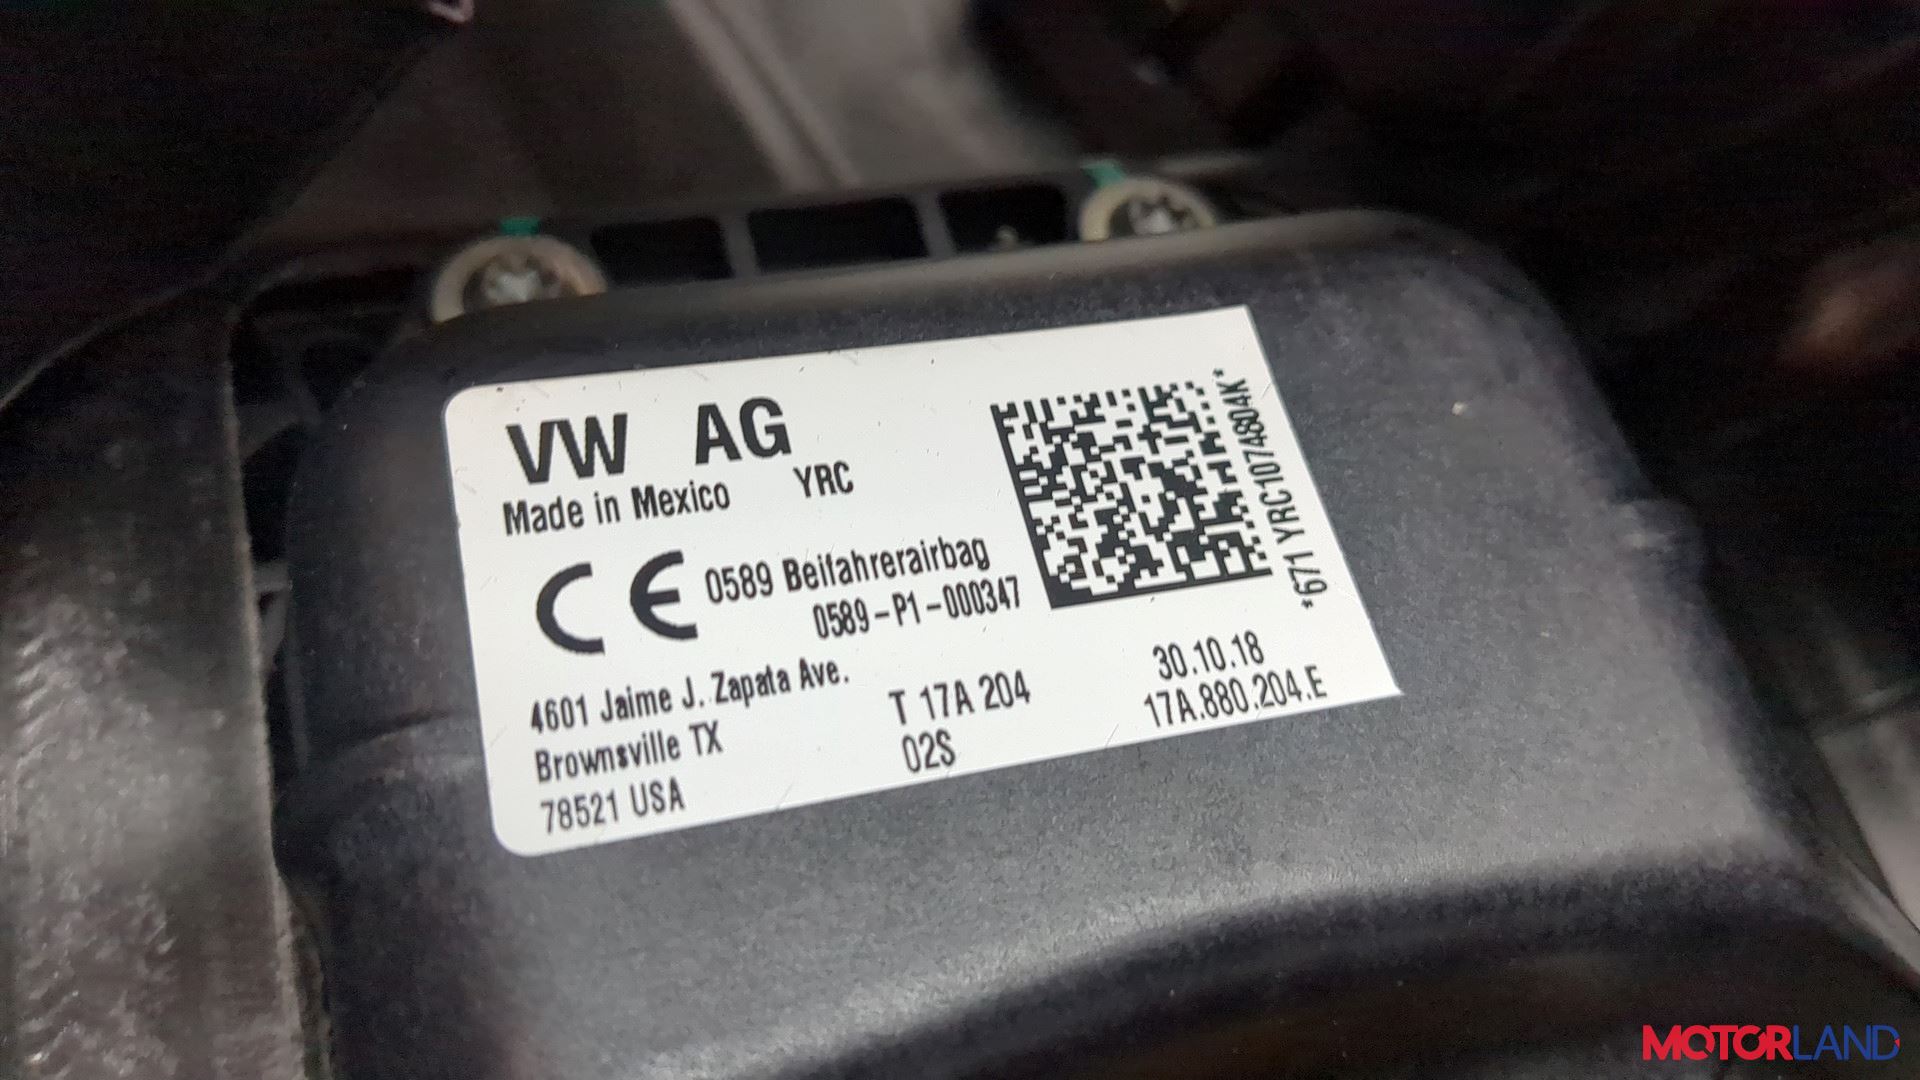 VW AG
Made in Mexico YRC
0589 Beifahrerairbag
0589-P1-000347
4601 Jaime J. Zapata Ave.
Brownsville TX
78521 USA
T 17A 204
02S
30.10.18
17A.880.204.E
*671 YRC10748804K*
MOTORLAND